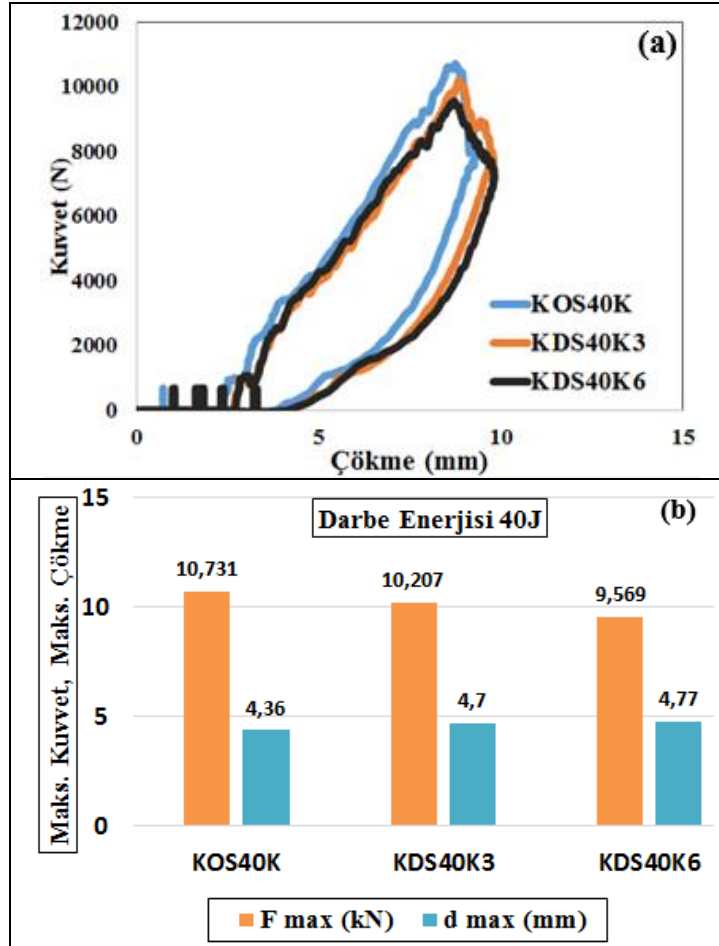 (a)
12000
10000
8000
6000
4000
2000
0
Kuvvet (N)
KOS40K
KDS40K3
KDS40K6
0 5 10 15
Çökme (mm)
(b)
Darbe Enerjisi 40J
Maks. Kuvvet, Maks. Çökme
15
10
5
0
10,731
4,36
10,207
4,7
9,569
4,77
KOS40K KDS40K3 KDS40K6
F max (kN) d max (mm)